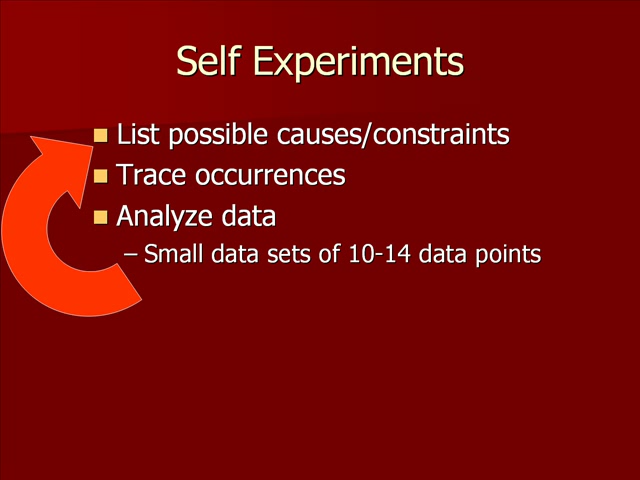 Self Experiments
List possible causes/constraints
Trace occurrences
Analyze data
– Small data sets of 10-14 data points